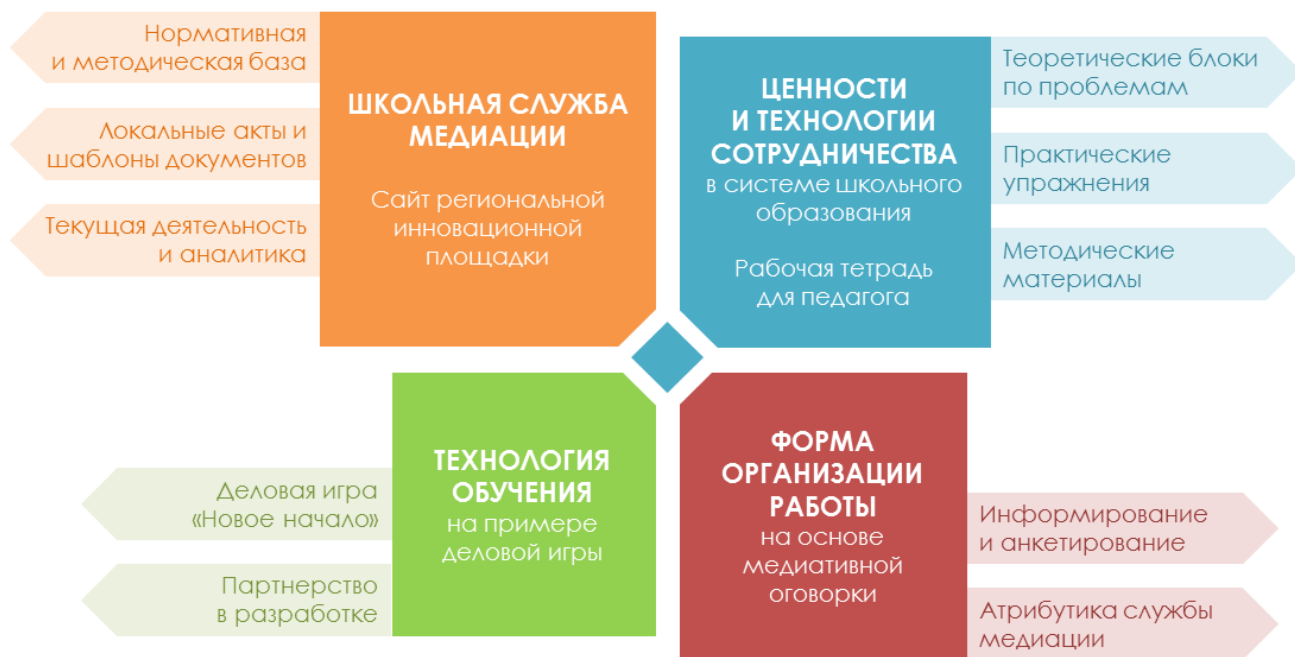 Нормативная
и методическая база
Локальные акты и
шаблоны документов
Текущая деятельность
и аналитика
ШКОЛЬНАЯ СЛУЖБА
МЕДИАЦИИ
Сайт региональной
инновационной
площадки
ЦЕННОСТИ
И ТЕХНОЛОГИИ
СОТРУДНИЧЕСТВА
в системе школьного
образования
Рабочая тетрадь
для педагога
Теоретические блоки
по проблемам
Практические
упражнения
Методические
материалы
Деловая игра
«Новое начало»
Партнерство
в разработке
ТЕХНОЛОГИЯ
ОБУЧЕНИЯ
на примере
деловой игры
ФОРМА
ОРГАНИЗАЦИИ
РАБОТЫ
на основе
медиативной
оговорки
Информирование
и анкетирование
Атрибутика службы
медиации